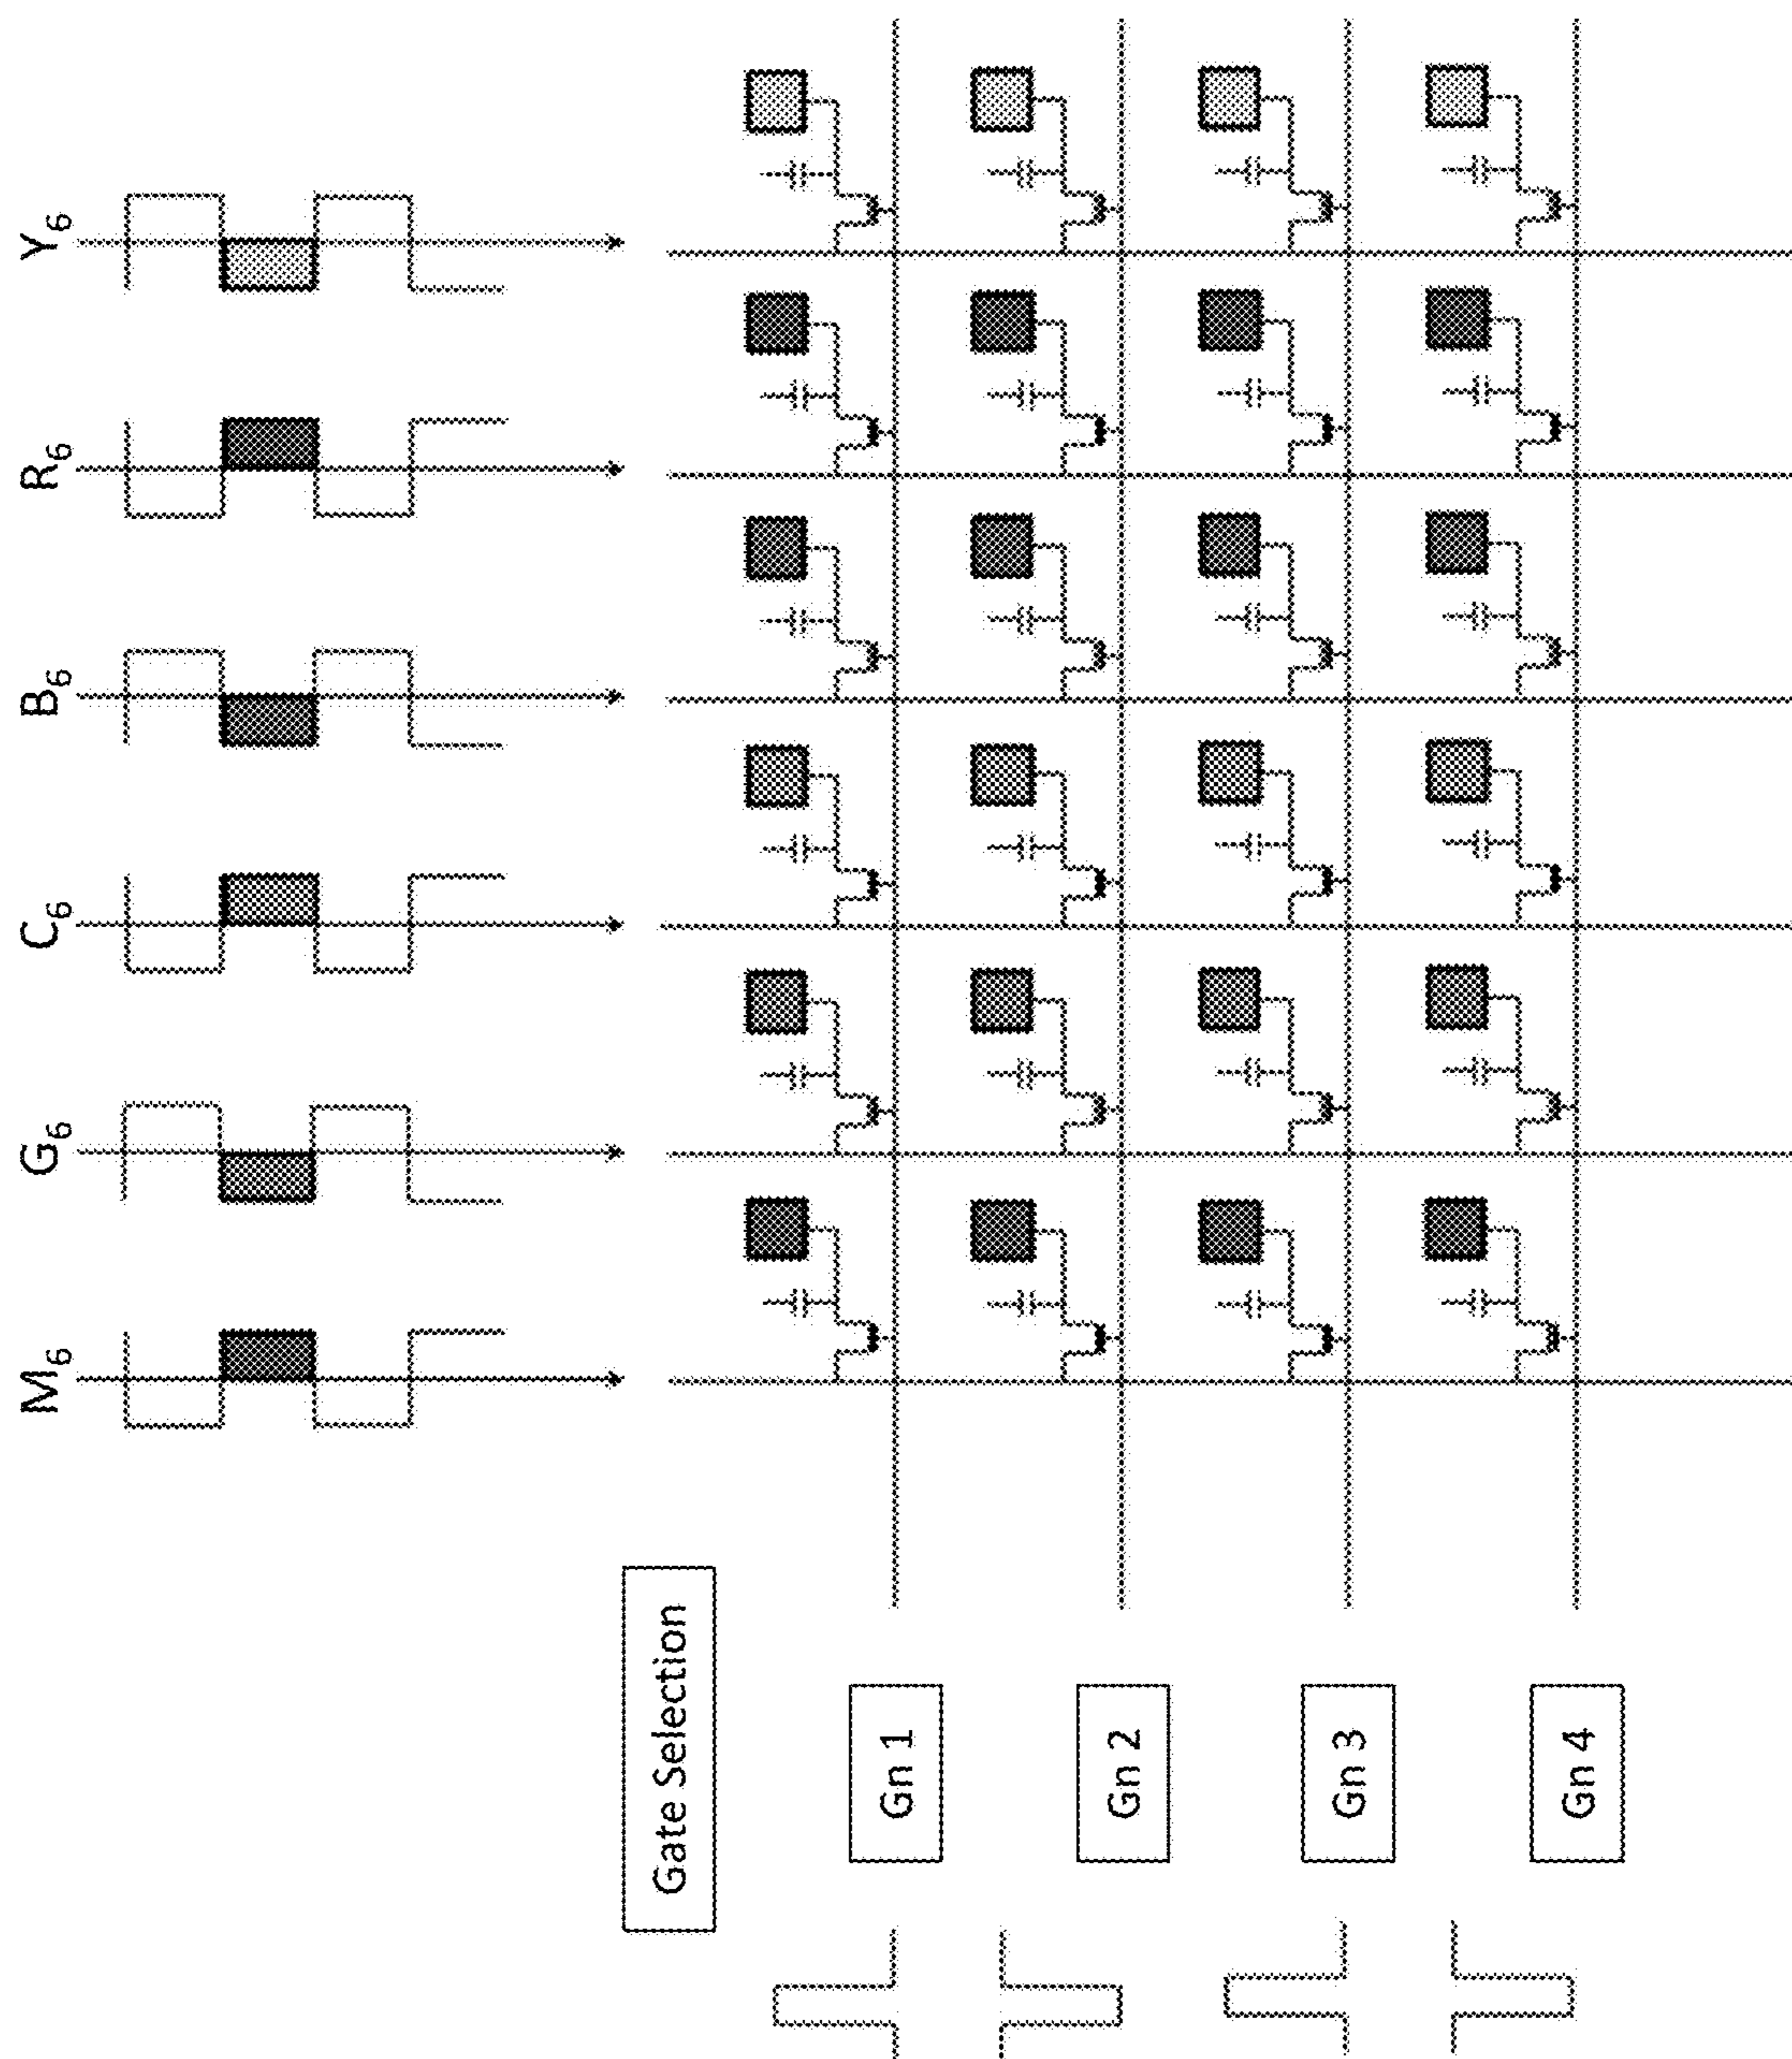 M6 G6 C6 B6 R6 Y6
Gate Selection
Gn 1
Gn 2
Gn 3
Gn 4